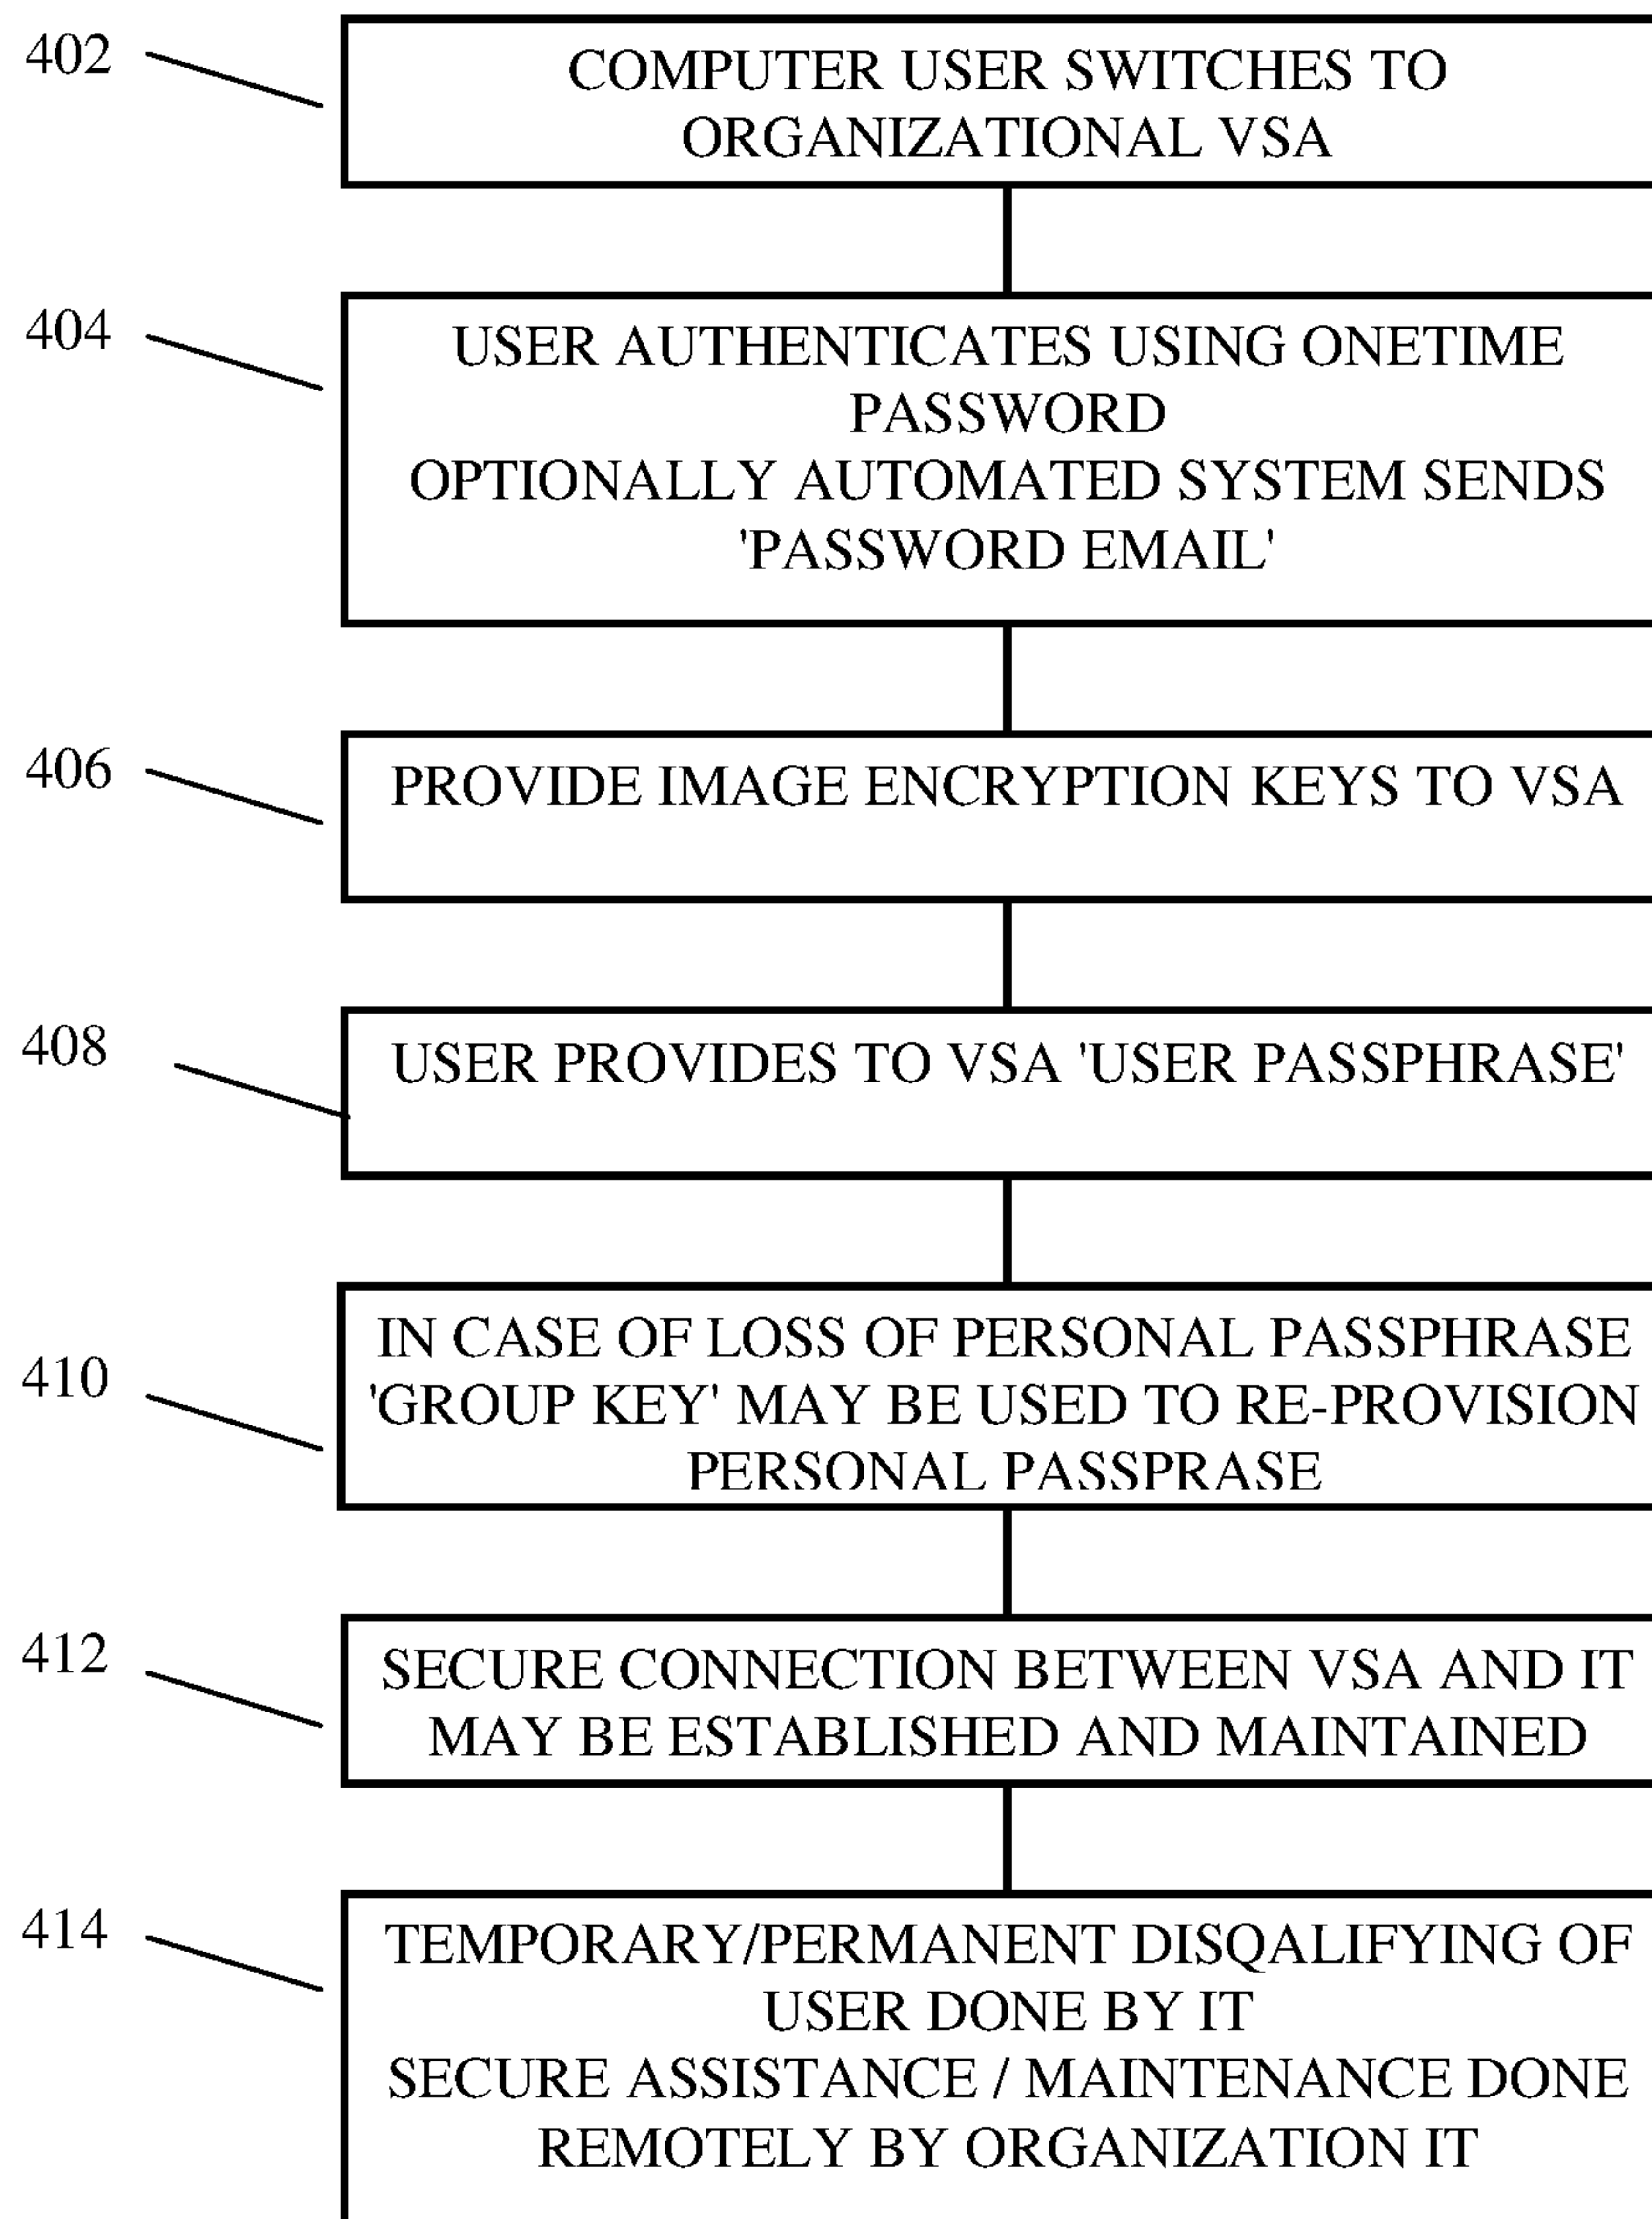 402
COMPUTER USER SWITCHES TO
ORGANIZATIONAL VSA
404
USER AUTHENTICATES USING ONETIME
PASSWORD
OPTIONALLY AUTOMATED SYSTEM SENDS
'PASSWORD EMAIL'
406
PROVIDE IMAGE ENCRYPTION KEYS TO VSA
408
USER PROVIDES TO VSA 'USER PASSPHRASE'
410
IN CASE OF LOSS OF PERSONAL PASSPHRASE
'GROUP KEY' MAY BE USED TO RE-PROVISION
PERSONAL PASSPRASE
412
SECURE CONNECTION BETWEEN VSA AND IT
MAY BE ESTABLISHED AND MAINTAINED
414
TEMPORARY/PERMANENT DISQALIFYING OF
USER DONE BY IT
SECURE ASSISTANCE / MAINTENANCE DONE
REMOTELY BY ORGANIZATION IT